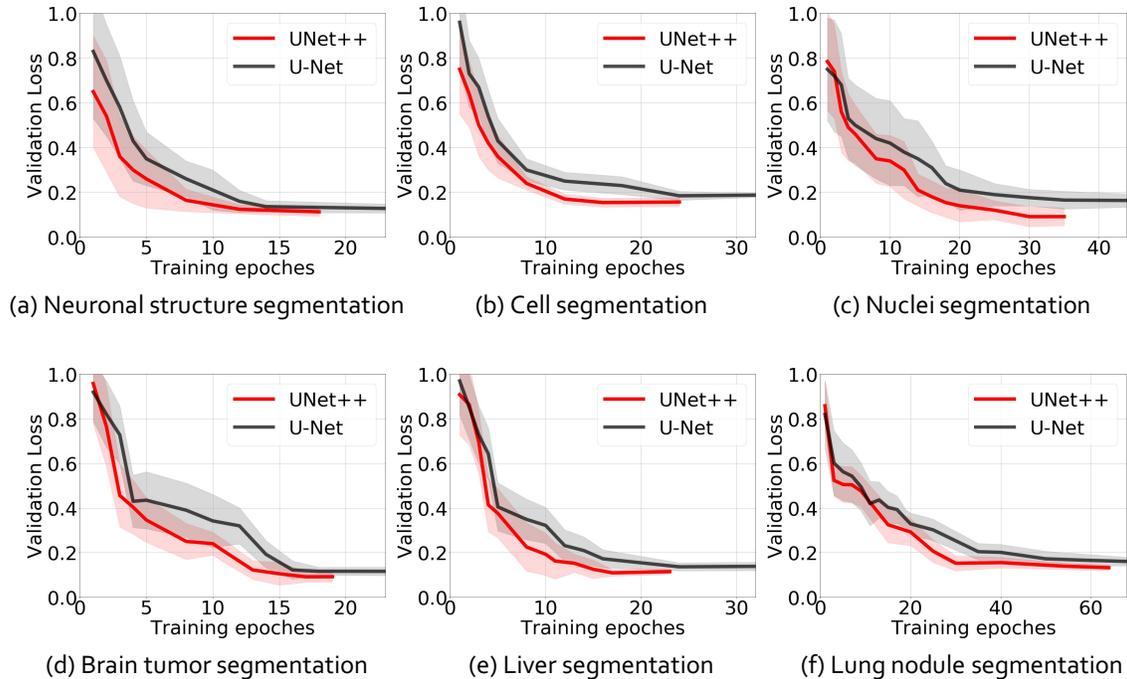 1.0
0.8
0.6
0.4
0.2
0.0
Validation Loss
UNet++
U-Net
0 5 10 15 20
Training epoches
(a) Neuronal structure segmentation
1.0
0.8
0.6
0.4
0.2
0.0
Validation Loss
UNet++
U-Net
0 10 20 30
Training epoches
(b) Cell segmentation
1.0
0.8
0.6
0.4
0.2
0.0
Validation Loss
UNet++
U-Net
0 10 20 30 40
Training epoches
(c) Nuclei segmentation
1.0
0.8
0.6
0.4
0.2
0.0
Validation Loss
UNet++
U-Net
0 5 10 15 20
Training epoches
(d) Brain tumor segmentation
1.0
0.8
0.6
0.4
0.2
0.0
Validation Loss
UNet++
U-Net
0 10 20 30
Training epoches
(e) Liver segmentation
1.0
0.8
0.6
0.4
0.2
0.0
Validation Loss
UNet++
U-Net
0 20 40 60
Training epoches
(f) Lung nodule segmentation